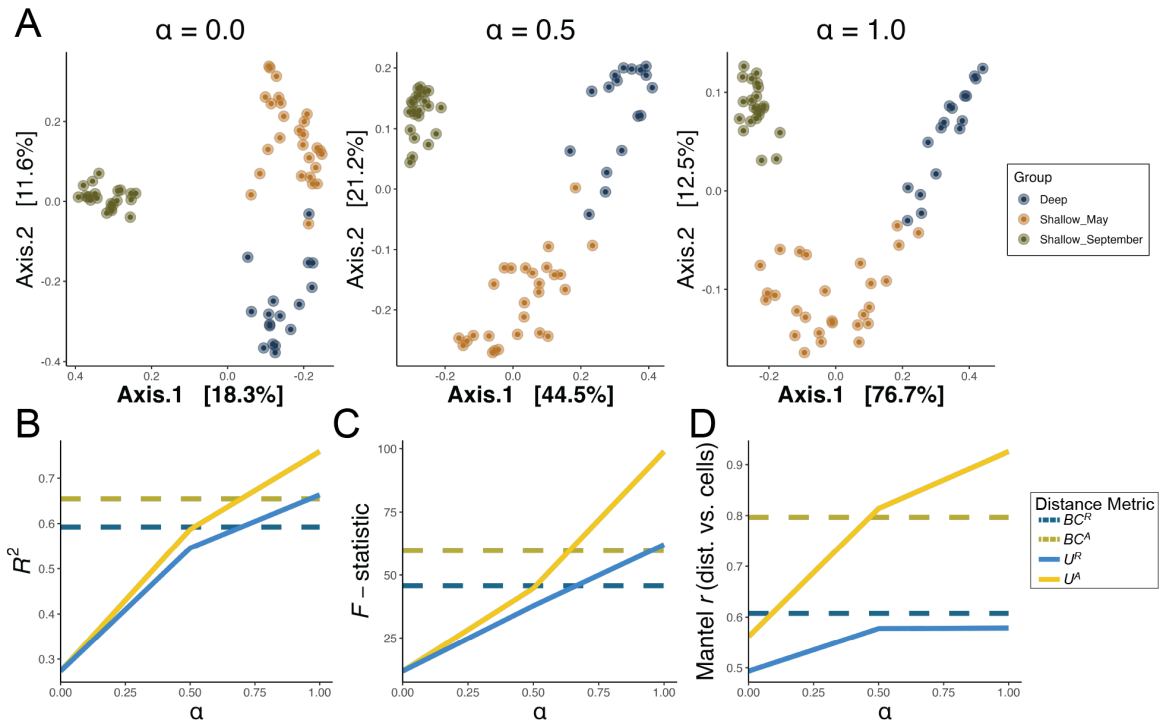 A
α = 0.0
α = 0.5
α = 1.0
Axis.2 [11.6%]
0.2
0.0
-0.2
-0.4
0.4
0.2
0.0
-0.2
Axis.1 [18.3%]
Axis.2 [21.2%]
0.2
0.1
0.0
-0.1
-0.2
-0.2
0.0
0.2
0.4
Axis.1 [44.5%]
Axis.2 [12.5%]
0.1
0.0
-0.1
-0.2
0.0
0.2
0.4
Axis.1 [76.7%]
Group
Deep
Shallow_May
Shallow_September
B
R²
0.7
0.6
0.5
0.4
0.3
0.00
0.25
0.50
0.75
1.00
α
C
F – statistic
100
75
50
25
0.00
0.25
0.50
0.75
1.00
α
D
Mantel r (dist. vs. cells)
0.9
0.8
0.7
0.6
0.5
0.00
0.25
0.50
0.75
1.00
α
Distance Metric
BCᴿ
BCᴬ
Uᴿ
Uᴬ